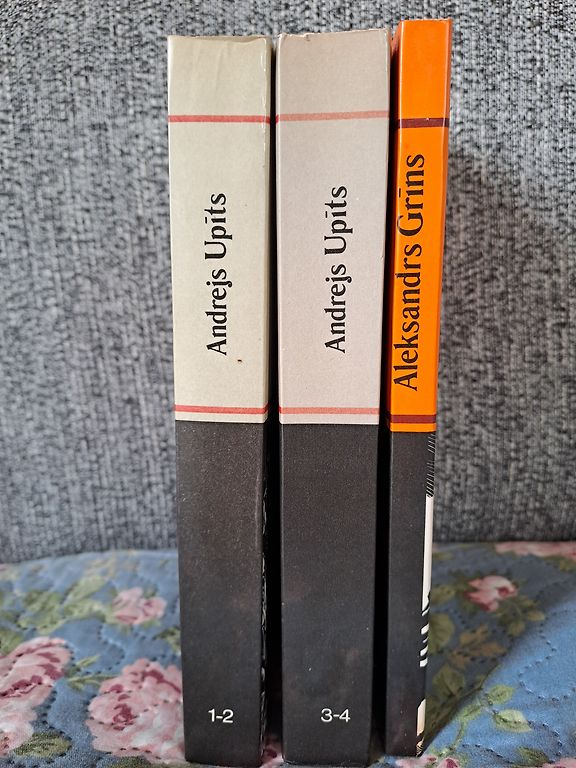 Andrejs Upīts
1-2
Andrejs Upīts
3-4
Aleksandrs Grīns